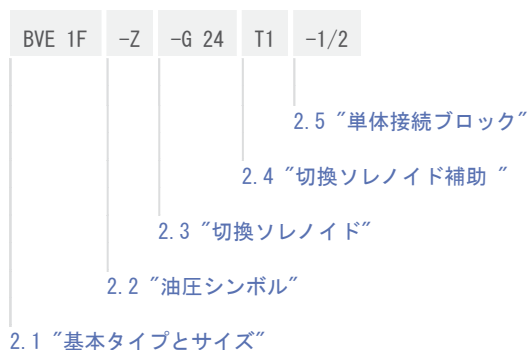 BVE 1F -Z -G 24 T1 -1/2
2.5 "単体接続ブロック"
2.4 "切換ソレノイド補助 "
2.3 "切換ソレノイド"
2.2 "油圧シンボル"
2.1 "基本タイプとサイズ"